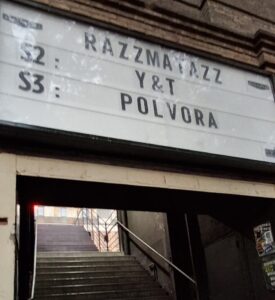 RAZZMATAZZ
S2 : Y&T
S3 : POLVORA